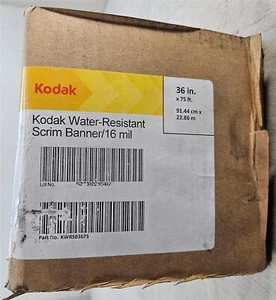 Kodak
36 in.
x 75 ft.
91.44 cm x
22.86 m
Kodak Water-Resistant
Scrim Banner/16 mil
Lot No.
Part No. KWRSB3675